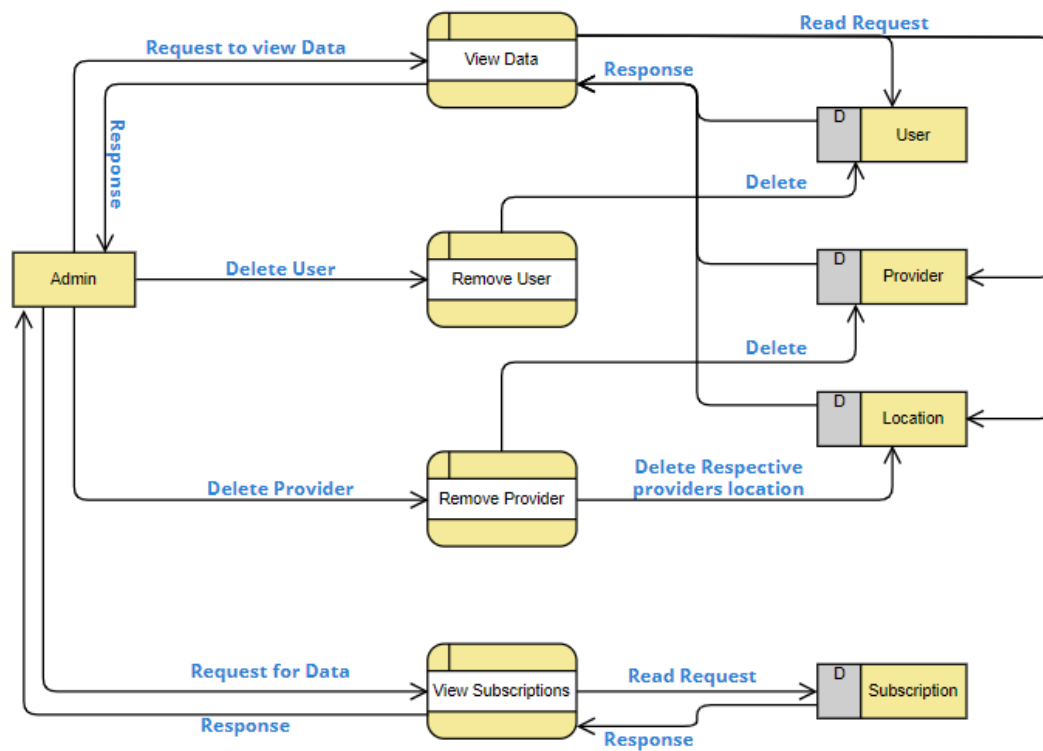 Read Request
Request to view Data
View Data
Response
D
User
Response
Delete
Admin
Delete User
Remove User
D
Provider
Delete
D
Location
Delete Provider
Remove Provider
Delete Respective
providers location
Request for Data
View Subscriptions
Read Request
D
Subscription
Response
Response